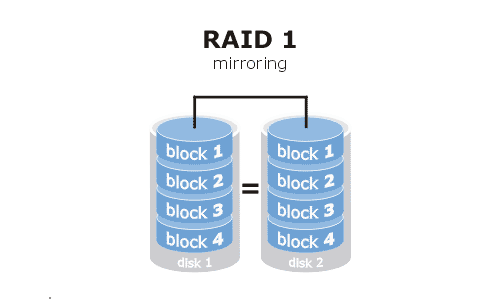 RAID 1
mirroring
block 1 block 1
block 2 block 2
= 
block 3 block 3
block 4 block 4
disk 1 disk 2